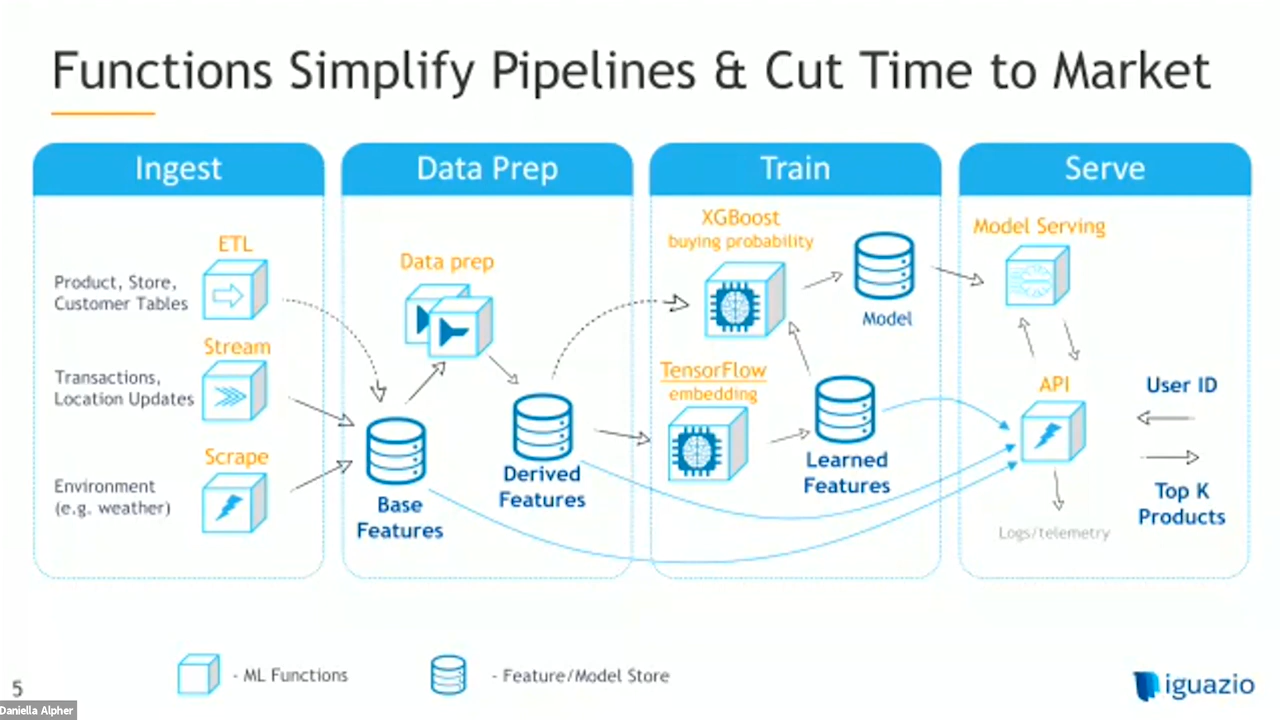 Functions Simplify Pipelines & Cut Time to Market
Ingest
ETL
Product, Store,
Customer Tables
Stream
Transactions,
Location Updates
Scrape
Environment
(e.g. weather)
Data Prep
Data prep
Base
Features
Derived
Features
Train
XGBoost
buying probability
Model
TensorFlow
embedding
Learned
Features
Serve
Model Serving
API
User ID
Top K
Products
Logs/telemetry
- ML Functions
- Feature/Model Store
5
iguazio
Daniella Alpher